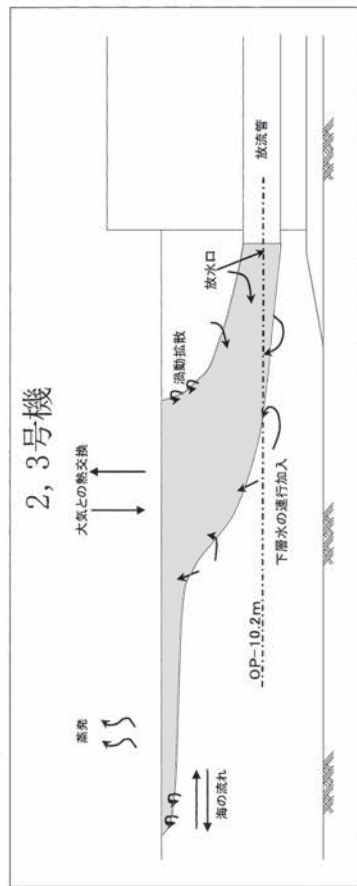 2,3号機
大気との熱交換
蒸発
渦動拡散
放流管
放水口
下層水の連行加入
OP-10.2m
海の流れ